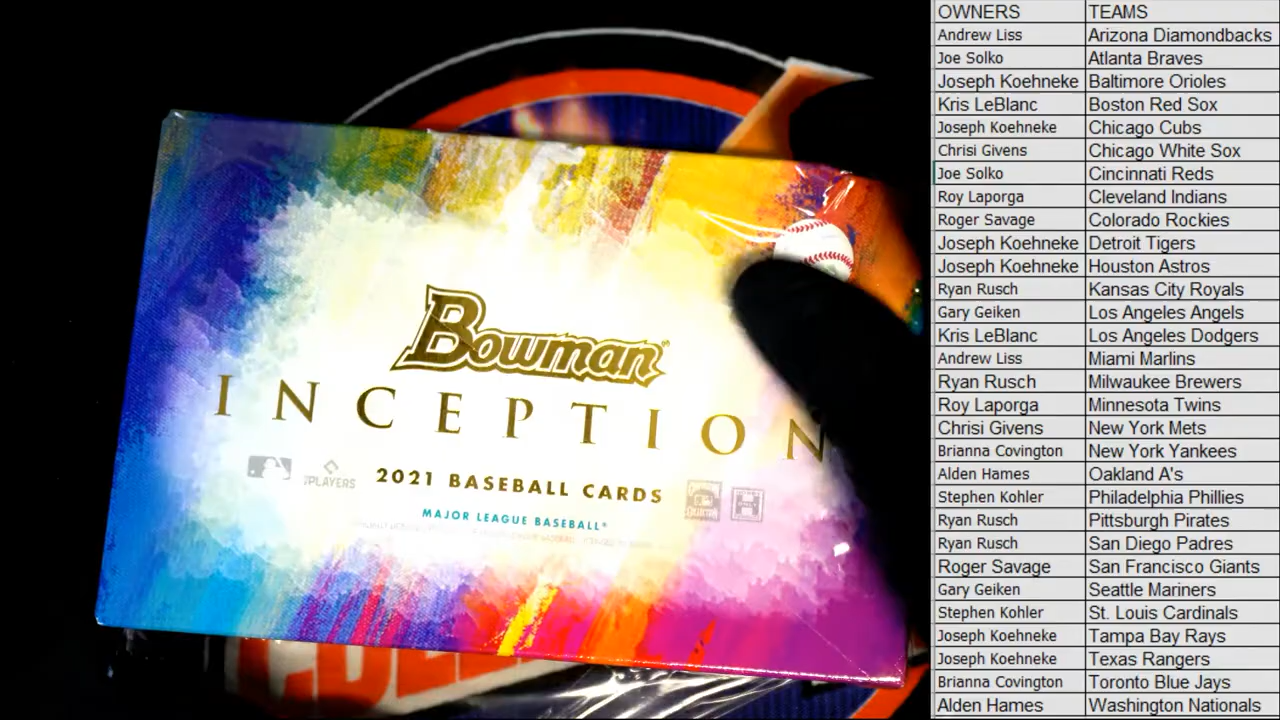 Bowman
INCEPTION
PLAYERS
2021 BASEBALL CARDS
MAJOR LEAGUE BASEBALL®
OWNERS TEAMS
Andrew Liss Arizona Diamondbacks
Joe Solko Atlanta Braves
Joseph Koehneke Baltimore Orioles
Kris LeBlanc Boston Red Sox
Joseph Koehneke Chicago Cubs
Chrisi Givens Chicago White Sox
Joe Solko Cincinnati Reds
Roy Laporga Cleveland Indians
Roger Savage Colorado Rockies
Joseph Koehneke Detroit Tigers
Joseph Koehneke Houston Astros
Ryan Rusch Kansas City Royals
Gary Geiken Los Angeles Angels
Kris LeBlanc Los Angeles Dodgers
Andrew Liss Miami Marlins
Ryan Rusch Milwaukee Brewers
Roy Laporga Minnesota Twins
Chrisi Givens New York Mets
Brianna Covington New York Yankees
Alden Hames Oakland A's
Stephen Kohler Philadelphia Phillies
Ryan Rusch Pittsburgh Pirates
Ryan Rusch San Diego Padres
Roger Savage San Francisco Giants
Gary Geiken Seattle Mariners
Stephen Kohler St. Louis Cardinals
Joseph Koehneke Tampa Bay Rays
Joseph Koehneke Texas Rangers
Brianna Covington Toronto Blue Jays
Alden Hames Washington Nationals